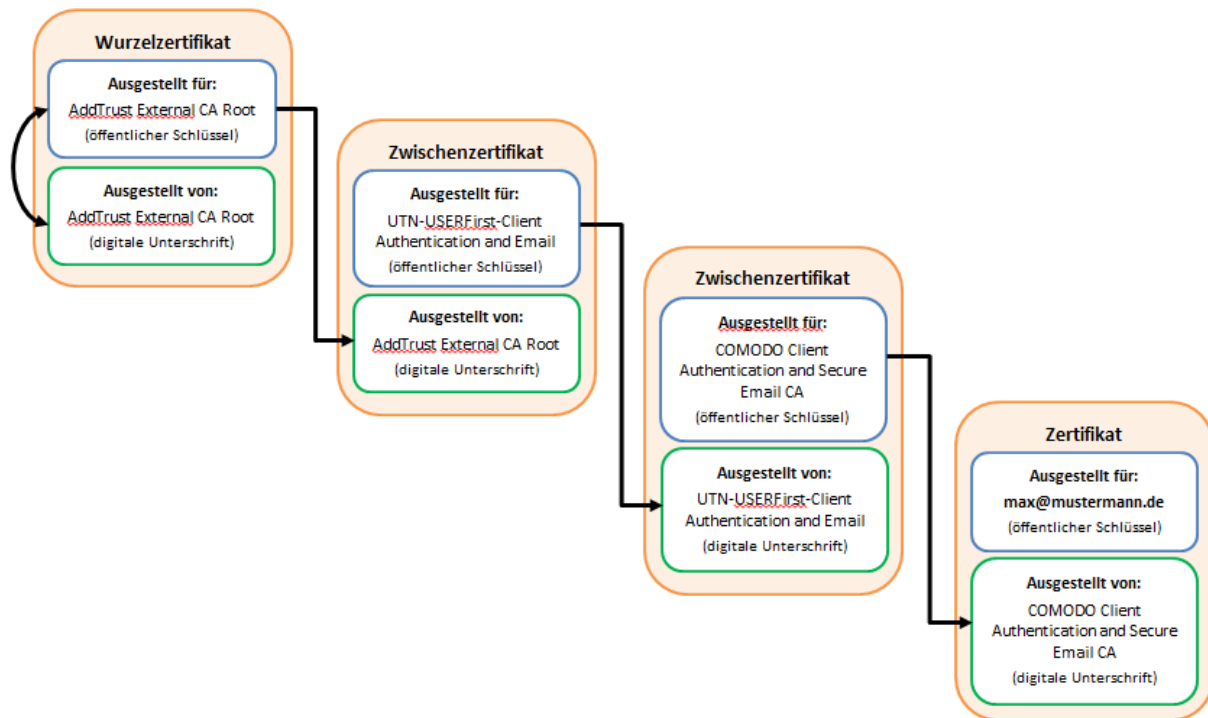 Wurzelzertifikat
Ausgestellt für:
AddTrust External CA Root
(öffentlicher Schlüssel)
Ausgestellt von:
AddTrust External CA Root
(digitale Unterschrift)
Zwischenzertifikat
Ausgestellt für:
UTN-USERFirst-Client
Authentication and Email
(öffentlicher Schlüssel)
Ausgestellt von:
AddTrust External CA Root
(digitale Unterschrift)
Zwischenzertifikat
Ausgestellt für:
COMODO Client
Authentication and Secure
Email CA
(öffentlicher Schlüssel)
Ausgestellt von:
UTN-USERFirst-Client
Authentication and Email
(digitale Unterschrift)
Zertifikat
Ausgestellt für:
max@mustermann.de
(öffentlicher Schlüssel)
Ausgestellt von:
COMODO Client
Authentication and Secure
Email CA
(digitale Unterschrift)